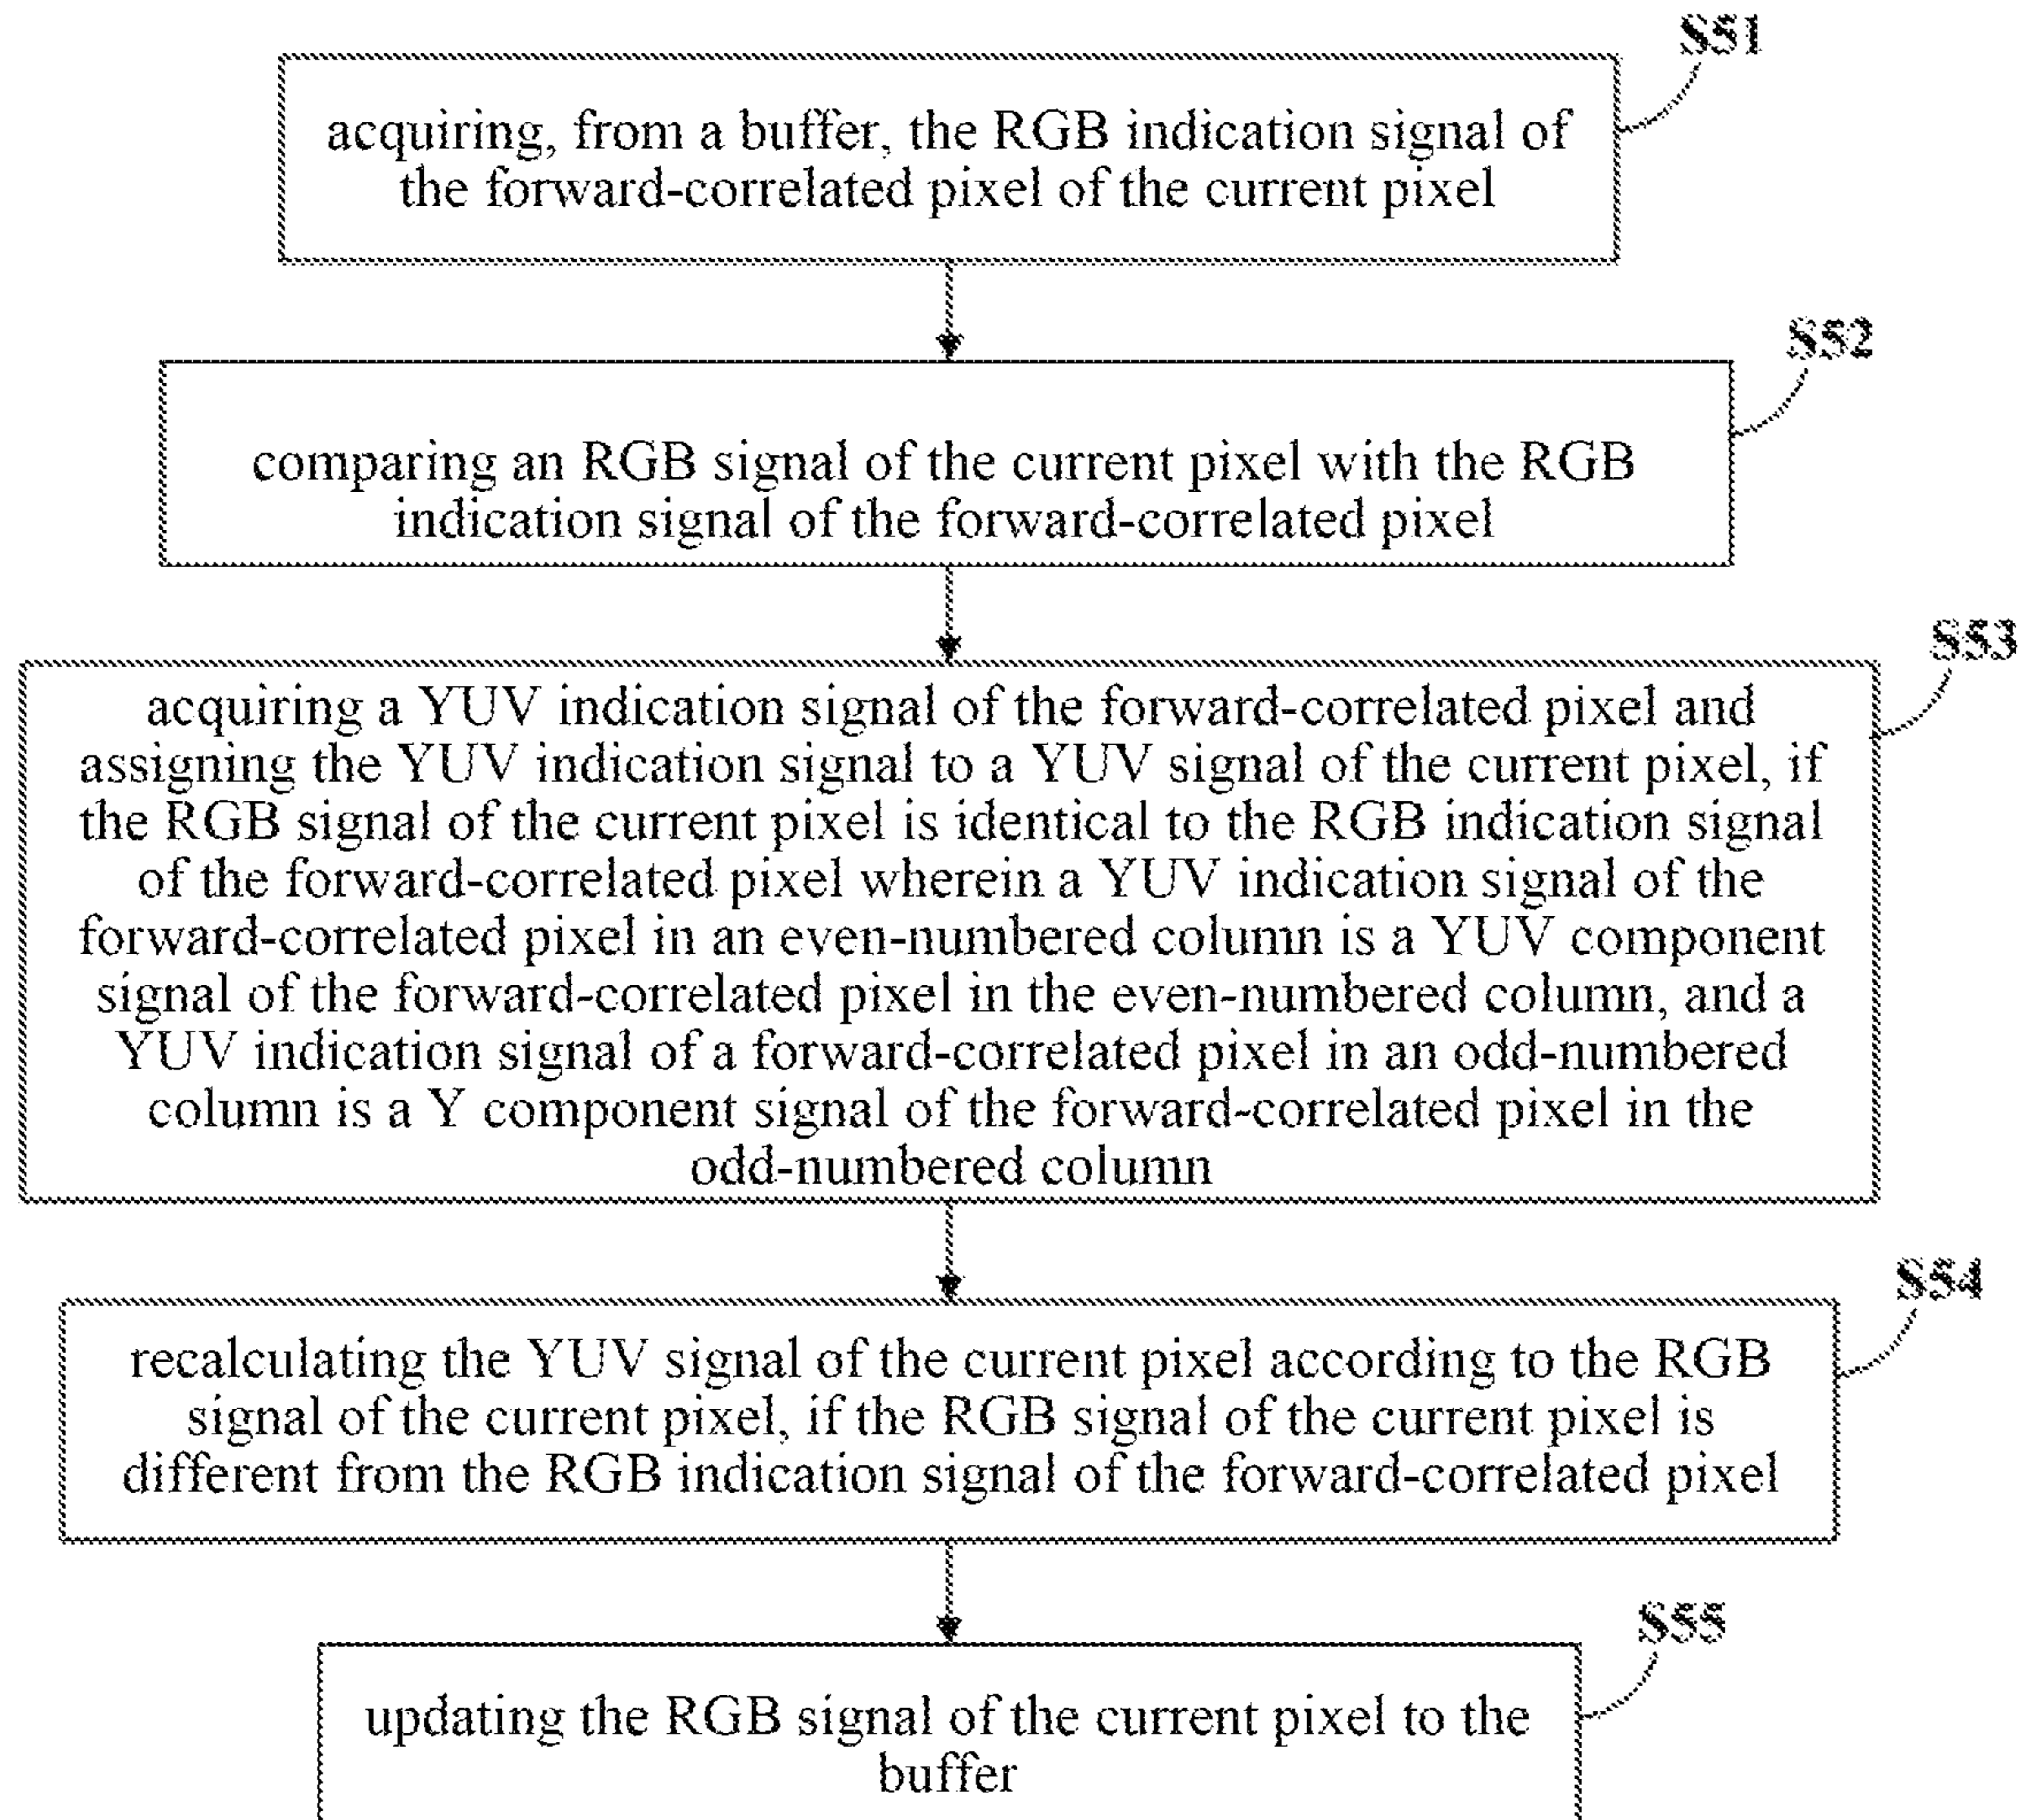 S51
acquiring, from a buffer, the RGB indication signal of
the forward-correlated pixel of the current pixel
S52
comparing an RGB signal of the current pixel with the RGB
indication signal of the forward-correlated pixel
S53
acquiring a YUV indication signal of the forward-correlated pixel and
assigning the YUV indication signal to a YUV signal of the current pixel, if
the RGB signal of the current pixel is identical to the RGB indication signal
of the forward-correlated pixel wherein a YUV indication signal of the
forward-correlated pixel in an even-numbered column is a YUV component
signal of the forward-correlated pixel in the even-numbered column, and a
YUV indication signal of a forward-correlated pixel in an odd-numbered
column is a Y component signal of the forward-correlated pixel in the
odd-numbered column
S54
recalculating the YUV signal of the current pixel according to the RGB
signal of the current pixel, if the RGB signal of the current pixel is
different from the RGB indication signal of the forward-correlated pixel
S55
updating the RGB signal of the current pixel to the
buffer